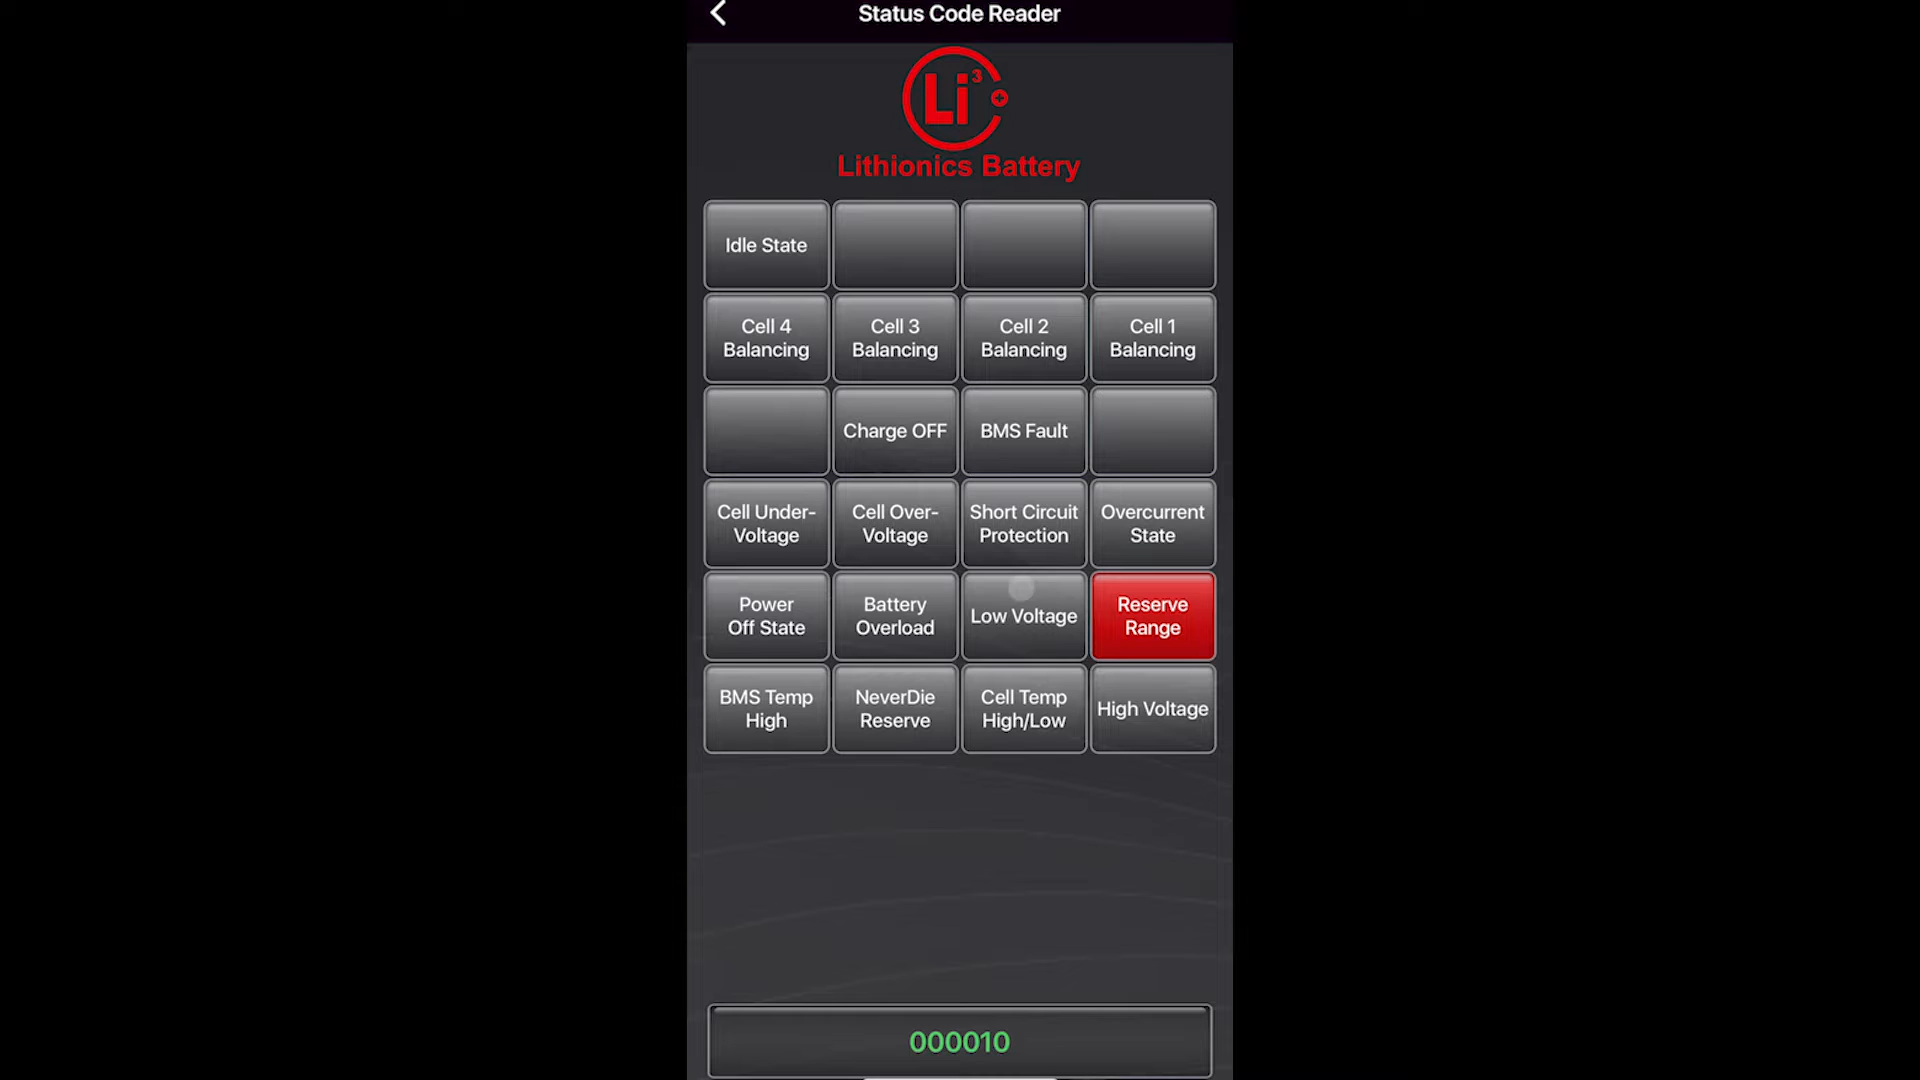 Status Code Reader
Li3
Lithionics Battery
Idle State
Cell 4
Balancing
Cell 3
Balancing
Cell 2
Balancing
Cell 1
Balancing
Charge OFF
BMS Fault
Cell Under-
Voltage
Cell Over-
Voltage
Short Circuit
Protection
Overcurrent
State
Power
Off State
Battery
Overload
Low Voltage
Reserve
Range
BMS Temp
High
NeverDie
Reserve
Cell Temp
High/Low
High Voltage
000010